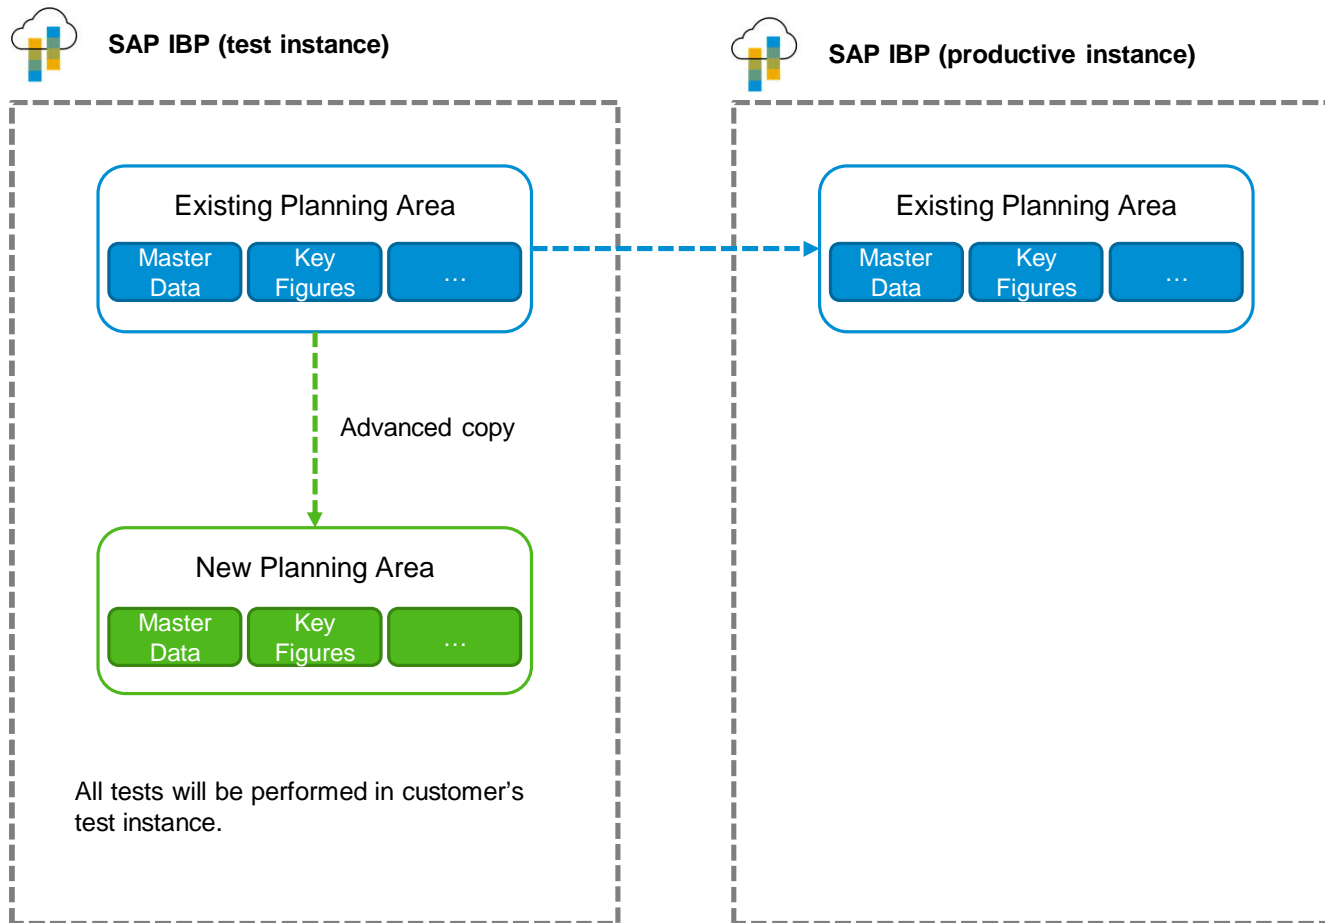 SAP IBP (test instance)
SAP IBP (productive instance)
Existing Planning Area
Master
Data
Key
Figures
…
Existing Planning Area
Master
Data
Key
Figures
…
Advanced copy
New Planning Area
Master
Data
Key
Figures
…
All tests will be performed in customer’s
test instance.